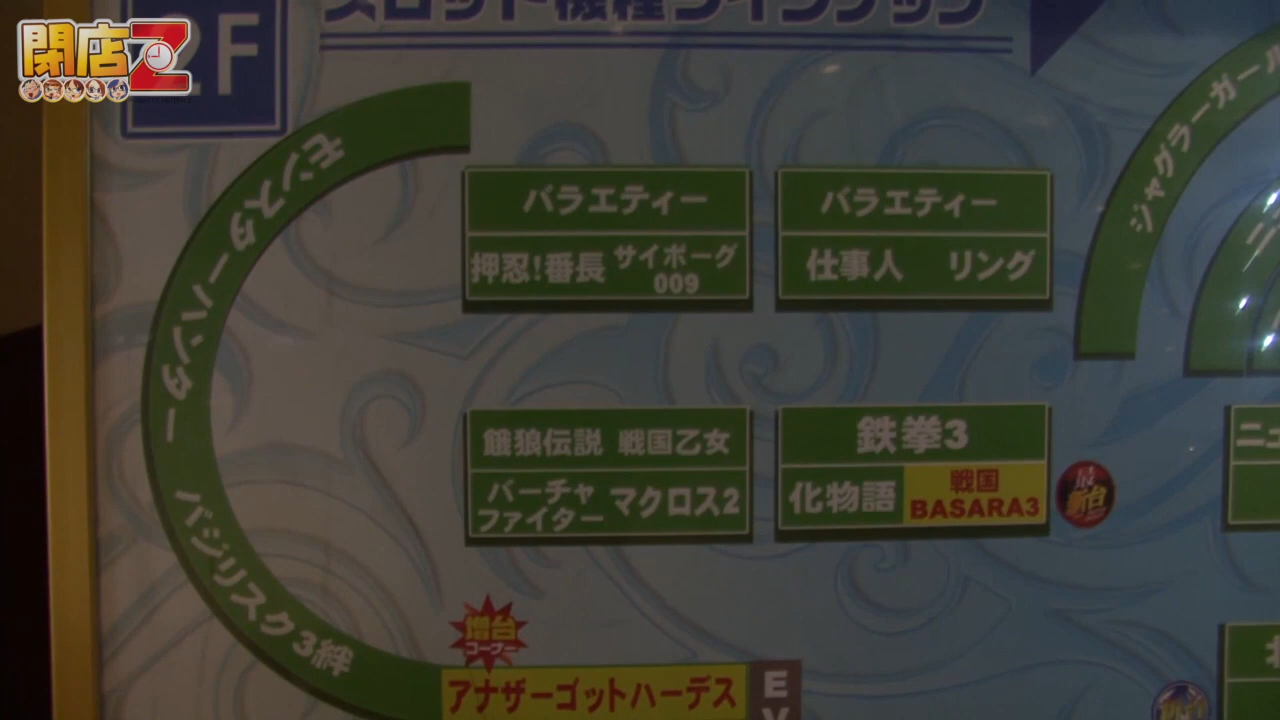 閉店Z
2F
スロット機種ラインナップ
モンスターハンター
バジリスク3絆
バラエティー
押忍!番長 サイボーグ
009
バラエティー
仕事人 リング
ジャグラーガール
餓狼伝説 戦国乙女
バーチャ
ファイター マクロス2
鉄拳3
化物語 戦国
BASARA3
最
新台
増台
コーナー
アナザーゴットハーデス
EV